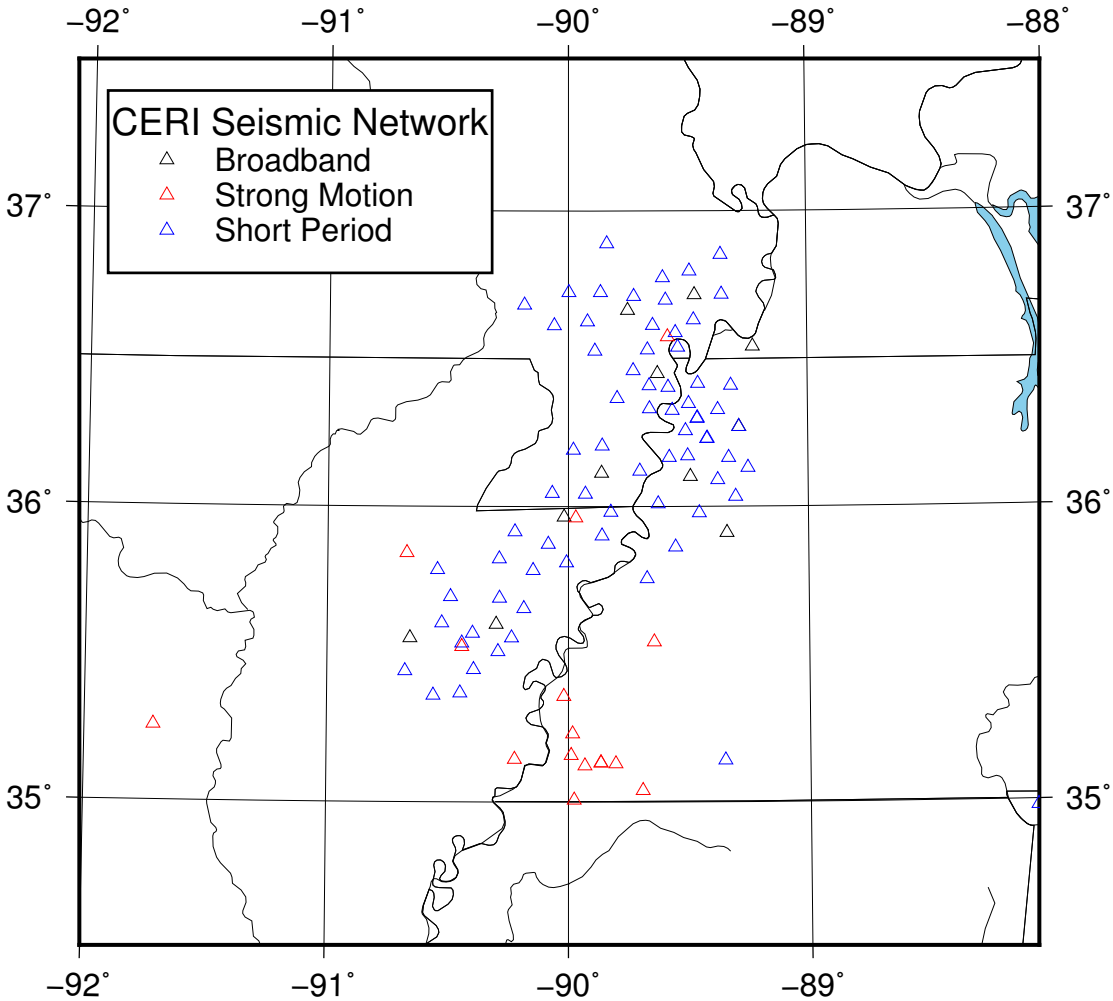 −92˚ −91˚ −90˚ −89˚ −88˚
CERI Seismic Network
Broadband
Strong Motion
Short Period
37˚ 37˚
36˚ 36˚
35˚ 35˚
−92˚ −91˚ −90˚ −89˚ −88˚